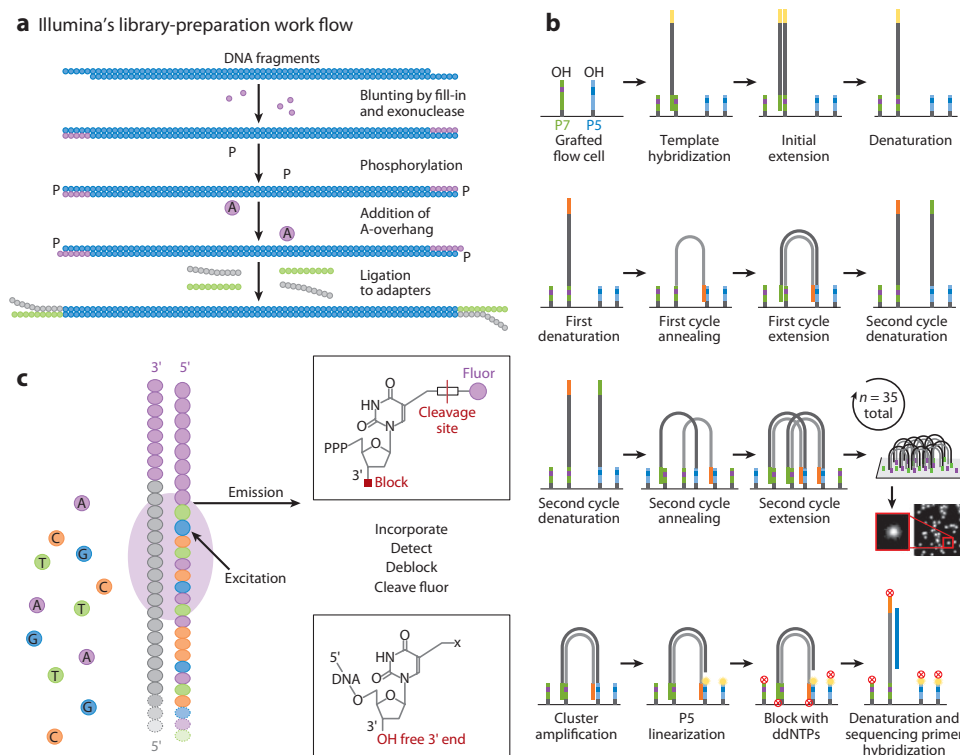 a Illumina's library-preparation work flow
DNA fragments
Blunting by fill-in
and exonuclease
P
P
Phosphorylation
P
P
A
A
Addition of
A-overhang
P
P
Ligation
to adapters
b
OH OH
P7 P5
Grafted
flow cell
Template
hybridization
Initial
extension
Denaturation
First
denaturation
First cycle
annealing
First cycle
extension
Second cycle
denaturation
n = 35
total
Second cycle
denaturation
Second cycle
annealing
Second cycle
extension
Cluster
amplification
P5
linearization
Block with
ddNTPs
Denaturation and
sequencing primer
hybridization
c
3' 5'
A
C
G
T
C
A
T
G
A
T
G
C
5'
Emission
Excitation
Fluor
Cleavage
site
O
HN
O
N
PPP
O
O
3'
Block
Incorporate
Detect
Deblock
Cleave fluor
O
x
HN
5'
O
N
DNA
O
O
3'
OH free 3' end